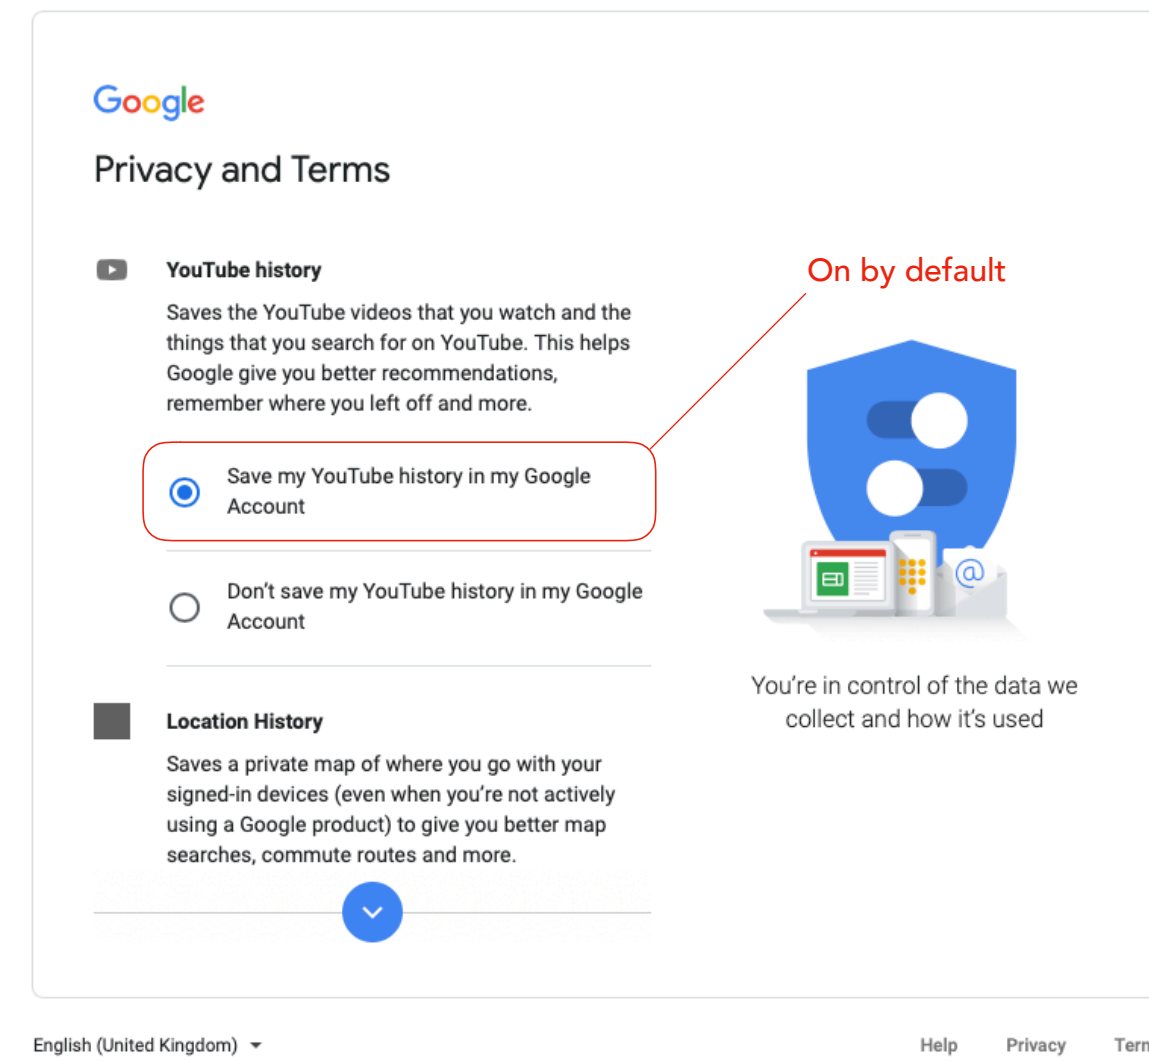 Google
Privacy and Terms
YouTube history
Saves the YouTube videos that you watch and the
things that you search for on YouTube. This helps
Google give you better recommendations,
remember where you left off and more.
On by default
Save my YouTube history in my Google
Account
Don’t save my YouTube history in my Google
Account
@
You’re in control of the data we
collect and how it’s used
Location History
Saves a private map of where you go with your
signed-in devices (even when you’re not actively
using a Google product) to give you better map
searches, commute routes and more.
English (United Kingdom)
Help Privacy Tern